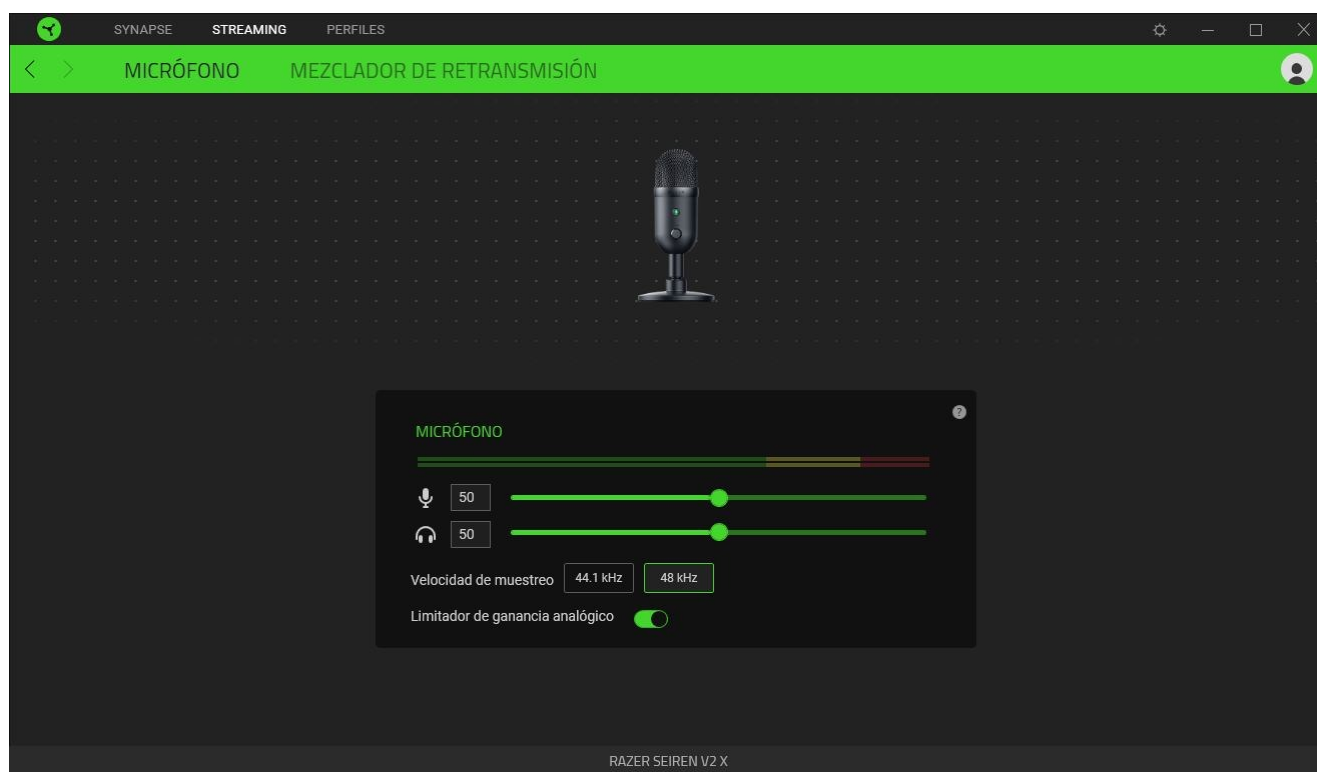 SYNAPSE STREAMING PERFILES
MICRÓFONO MEZCLADOR DE RETRANSMISIÓN
?
MICRÓFONO
50
50
Velocidad de muestreo 44.1 kHz 48 kHz
Limitador de ganancia analógico
RAZER SEIREN V2 X